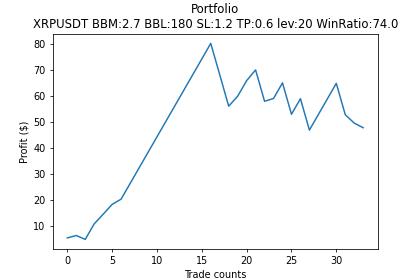 Portfolio
XRPUSDT BBM:2.7 BBL:180 SL:1.2 TP:0.6 lev:20 WinRatio:74.0
80
70
60
50
40
30
20
10
Profit ($)
0 5 10 15 20 25 30
Trade counts